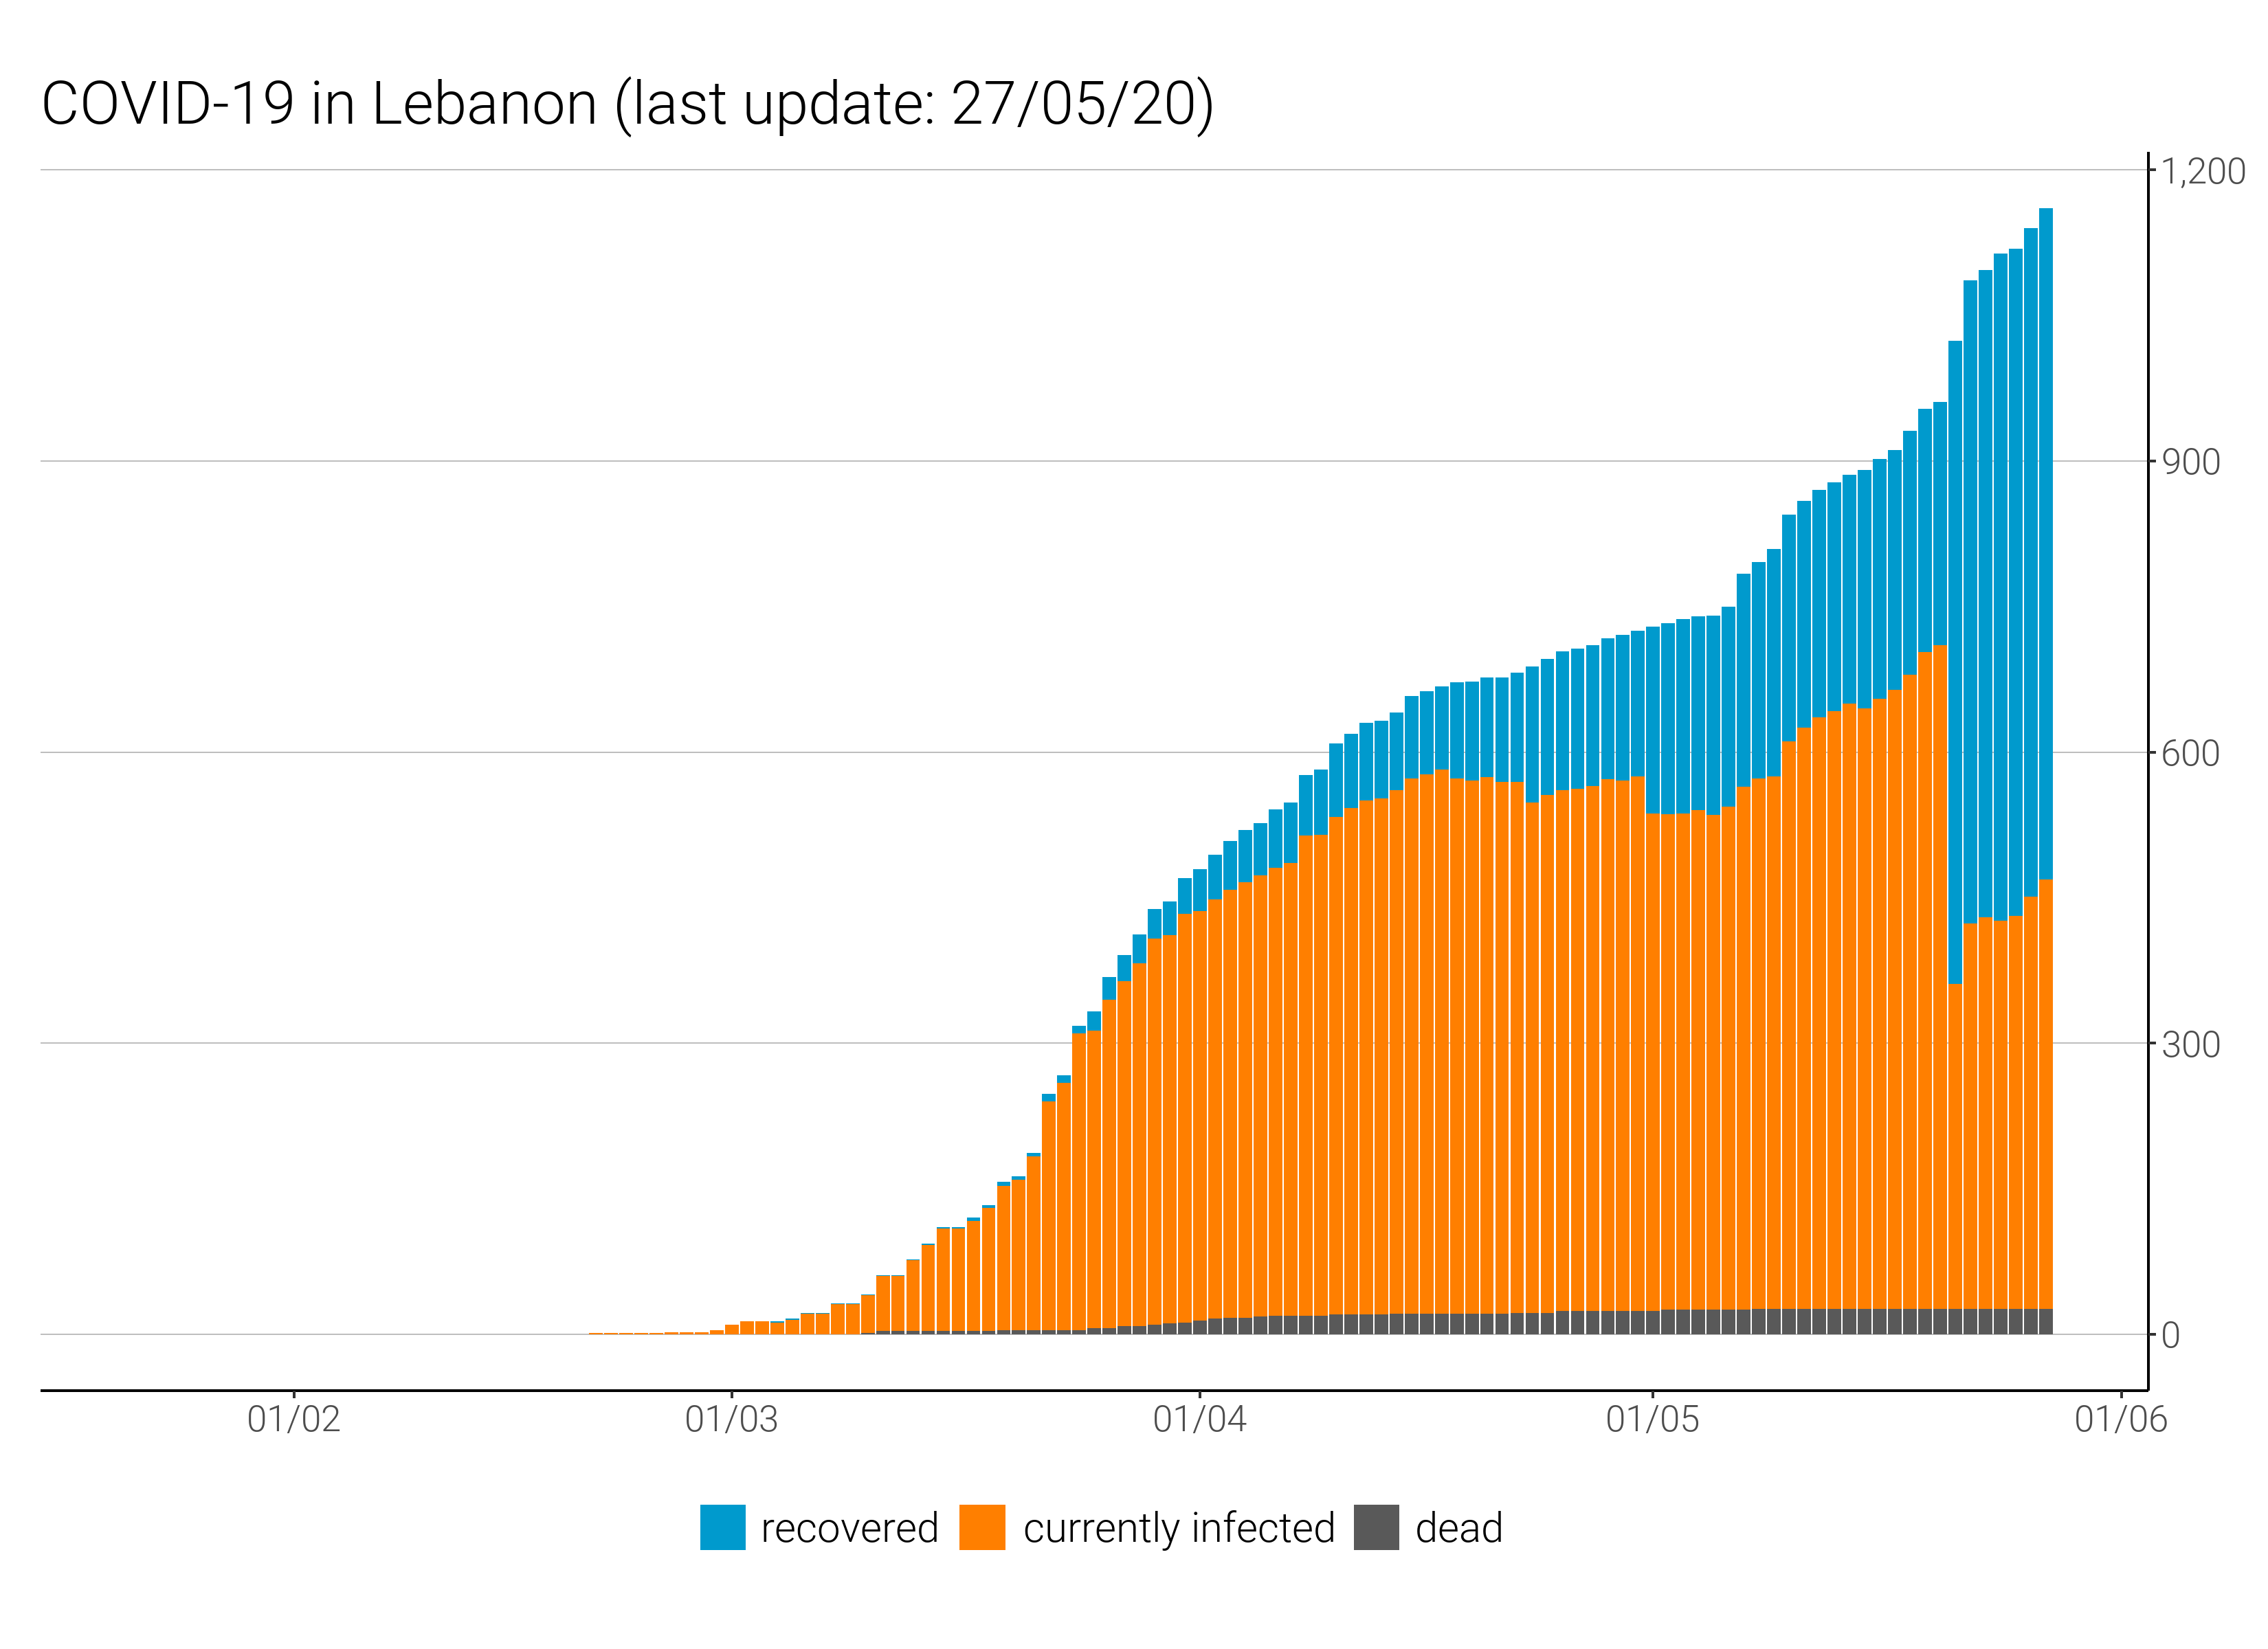 COVID-19 in Lebanon (last update: 27/05/20)
1,200
900
600
300
0
01/02 01/03 01/04 01/05 01/06
recovered currently infected dead